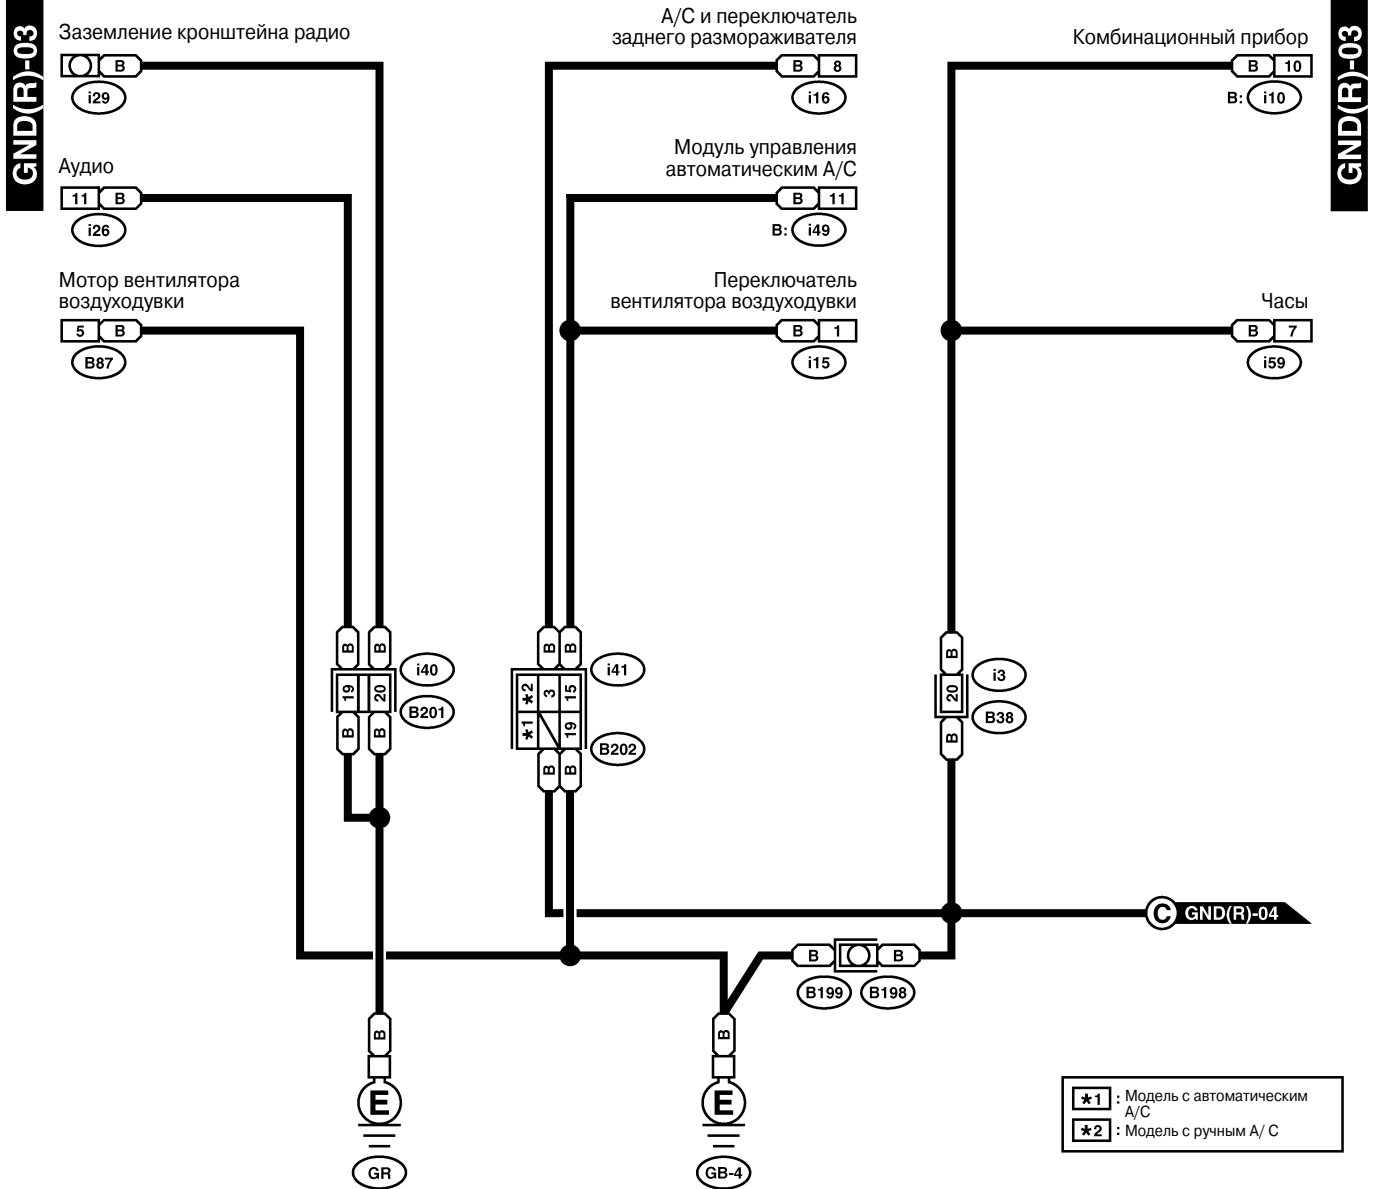 GND(R)-03
GND(R)-03
Заземление кронштейна радио
B
i29
Аудио
11 B
i26
Мотор вентилятора
воздуходувки
5 B
B87
A/C и переключатель
заднего размораживателя
B 8
i16
Модуль управления
автоматическим A/C
B 11
B: i49
Переключатель
вентилятора воздуходувки
B 1
i15
Комбинационный прибор
B 10
B: i10
Часы
B 7
i59
B B
19 20
B B
i40
B201
B B
*2 3 15
*1 19
B B
i41
B202
B
20
B
i3
B38
C GND(R)-04
B B
B199 B198
B
E
GR
B
E
GB-4
*1 : Модель с автоматическим
A/C
*2 : Модель с ручным A/ C